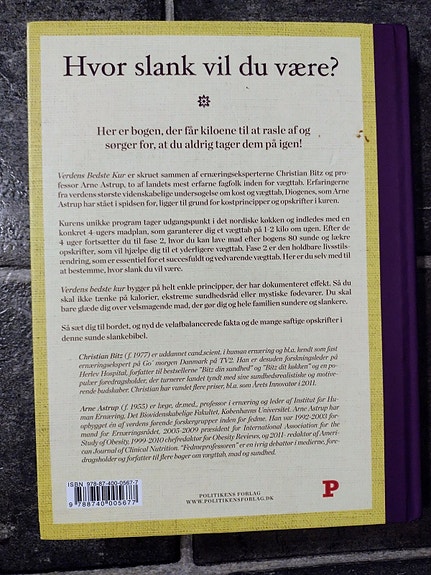 Hvor slank vil du være?
Her er bogen, der får kiloene til at rasle af og
sørger for, at du aldrig tager dem på igen!
Verdens Bedste Kur er skruet sammen af ernæringseksperterne Christian Bitz og pro-
fessor Arne Astrup, to af landets mest erfarne fagfolk inden for vægttab. Erfaringerne
fra verdens største videnskabelige undersøgelse om kost og vægttab, Diogenes, som Arne
Astrup har stået i spidsen for, ligger til grund for kostprincipper og opskrifter i kuren.
Kurens unikke program tager udgangspunkt i det nordiske køkken og indledes med en
konkret 4-ugers madplan, som garanterer dig et vægttab på 1-2 kilo om ugen. Efter de
4 uger fortsætter du til fase 2, hvor du kan lave mad efter bogens 80 sunde og lækre
opskrifter, som vil hjælpe dig til et yderligere vægttab. Fase 2 er den holdbare livsstils-
ændring, som er essentiel for et succesfuldt og vedvarende vægttab. Her er du selv med til
at bestemme, hvor slank du vil være.
Verdens bedste kur bygger på helt enkle principper, der har dokumenteret effekt. Så du
skal ikke tænke på kalorier, ekstreme sundhedsråd eller mystiske fødevarer. Du skal
bare glæde dig over velsmagende mad, der gør dig og hele familien sundere og slankere.
Så sæt dig til bordet, og nyd de velafbalancerede fakta og de mange saftige opskrifter i
denne sunde slankebibel.
Christian Bitz (f. 1977) er uddannet cand.scient. i human ernæring og bl.a. kendt som fast
ernæringsekspert på Go' morgen Danmark på TV2. Han er desuden forskningsleder på
Herlev Hospital, forfatter til bestsellerne "Bitz din sundhed" og "Bitz dit køkken" og en po-
pulær foredragsholder, der turnerer landet tyndt med sine sundhedsrealistiske og motive-
rende budskaber. Christian har vundet flere priser, bl.a. som Årets Innovatør i 2011.
Arne Astrup (f. 1955) er læge, dr.med., professor i ernæring og leder af Institut for Hu-
man Ernæring, Det Biovidenskabelige Fakultet, Københavns Universitet. Arne Astrup har
opbygget én af verdens førende forskergrupper inden for fedme. Han var 1992-2003 for-
mand for Ernæringsrådet, 2005-2009 præsident for International Association for the
Study of Obesity, 1999-2010 chefredaktør for Obesity Reviews, og 2011- redaktør af Amer-
ican Journal of Clinical Nutrition. "Fedmeprofessoren" er en ivrig debattør i medierne, fore-
dragsholder og forfatter til flere bøger om vægttab, mad og sundhed.
ISBN 978-87-400-0567-7
9 788740 005677
POLITIKENS FORLAG
WWW.POLITIKENSFORLAG.DK
P